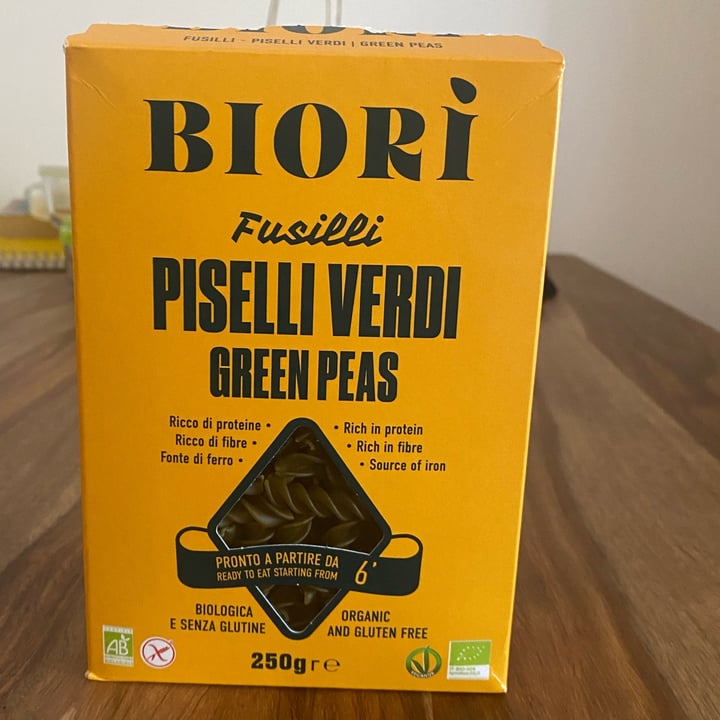 FUSILLI - PISELLI VERDI | GREEN PEAS
BIORÌ
Fusilli
PISELLI VERDI
GREEN PEAS
Ricco di proteine •
Ricco di fibre •
Fonte di ferro •
• Rich in protein
• Rich in fibre
• Source of iron
PRONTO A PARTIRE DA
READY TO EAT STARTING FROM
6'
BIOLOGICA
E SENZA GLUTINE
ORGANIC
AND GLUTEN FREE
AB
250g r ℮
V